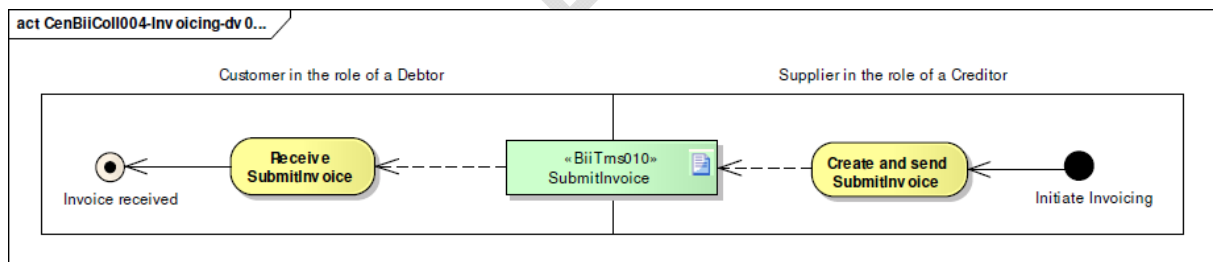 act CenBiiColl004-Invoicing-dv 0...
Customer in the role of a Debtor
Supplier in the role of a Creditor
Receive
SubmitInvoice
«BiiTms010»
SubmitInvoice
Create and send
SubmitInvoice
Invoice received
Initiate Invoicing